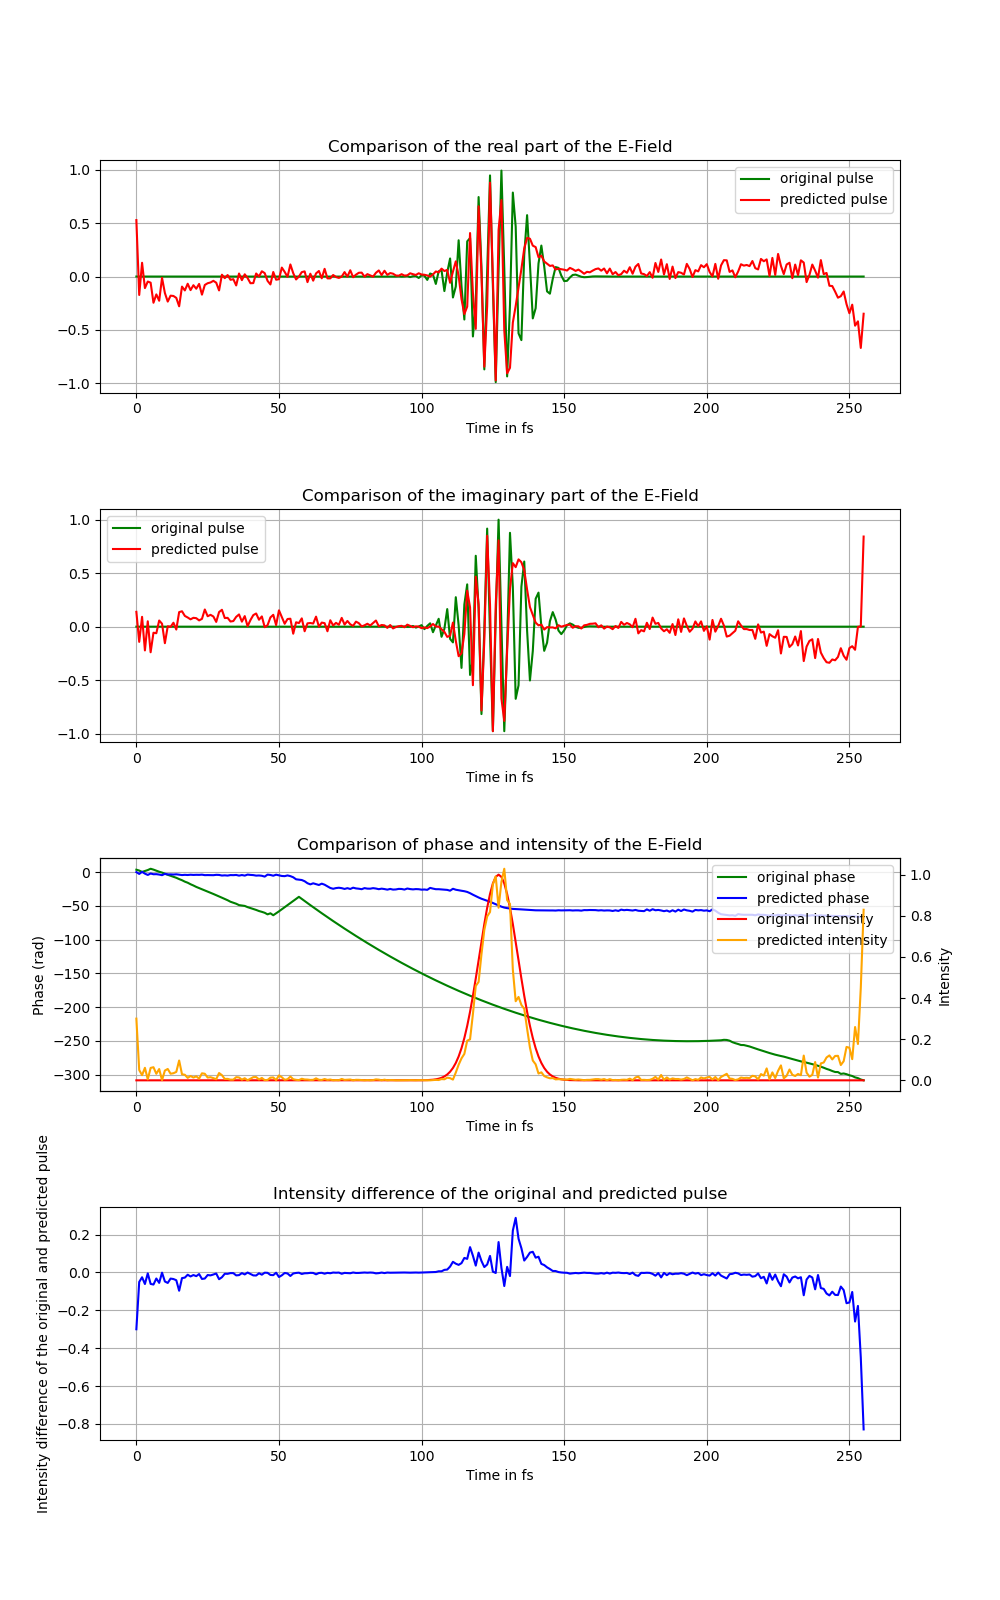 Comparison of the real part of the E-Field
1.0
0.5
0.0
−0.5
−1.0
original pulse
predicted pulse
0 50 100 150 200 250
Time in fs
Comparison of the imaginary part of the E-Field
1.0
0.5
0.0
−0.5
−1.0
original pulse
predicted pulse
0 50 100 150 200 250
Time in fs
Comparison of phase and intensity of the E-Field
Phase (rad)
0
−50
−100
−150
−200
−250
−300
original phase
predicted phase
original intensity
predicted intensity
1.0
0.8
0.6
0.4
0.2
0.0
Intensity
0 50 100 150 200 250
Time in fs
Intensity difference of the original and predicted pulse
Intensity difference of the original and predicted pulse
0.2
0.0
−0.2
−0.4
−0.6
−0.8
0 50 100 150 200 250
Time in fs